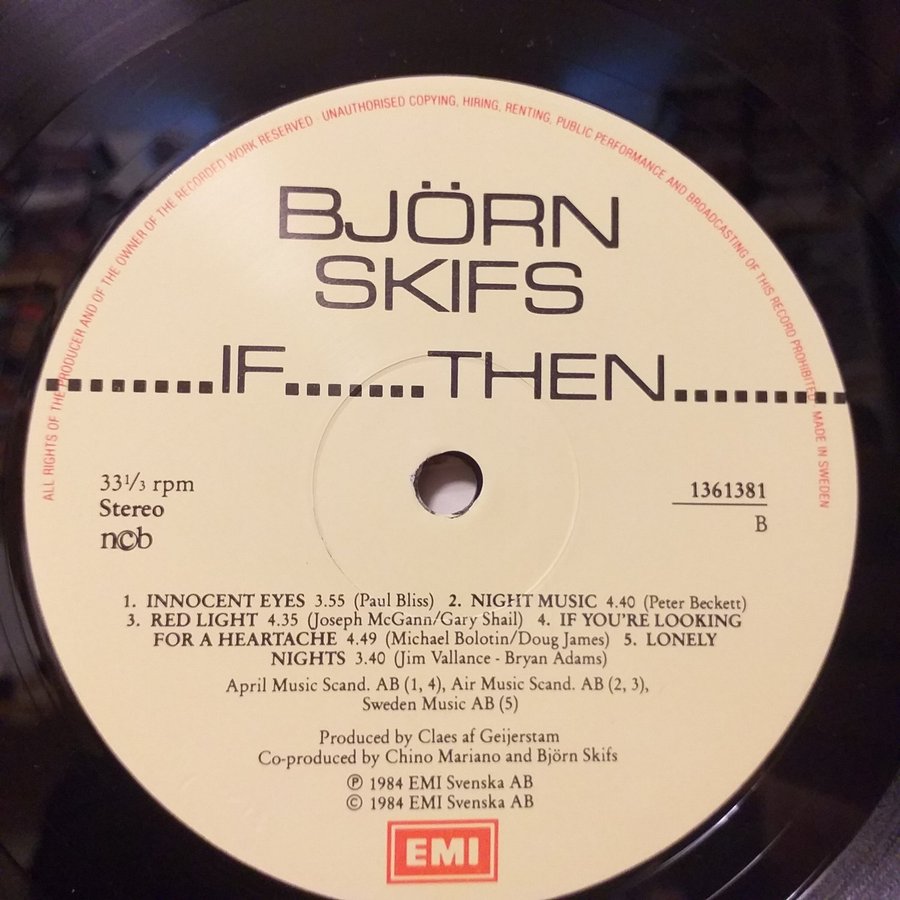 ALL RIGHTS OF THE PRODUCER AND OF THE OWNER OF THE RECORDED WORK RESERVED · UNAUTHORISED COPYING, HIRING, RENTING, PUBLIC PERFORMANCE AND BROADCASTING OF THIS RECORD PROHIBITED · MADE IN SWEDEN
BJÖRN
SKIFS
........IF.......THEN.........
33 1/3 rpm
Stereo
n©b
1361381
B
1. INNOCENT EYES 3.55 (Paul Bliss) 2. NIGHT MUSIC 4.40 (Peter Beckett)
3. RED LIGHT 4.35 (Joseph McGann/Gary Shail) 4. IF YOU'RE LOOKING
FOR A HEARTACHE 4.49 (Michael Bolotin/Doug James) 5. LONELY
NIGHTS 3.40 (Jim Vallance - Bryan Adams)
April Music Scand. AB (1, 4), Air Music Scand. AB (2, 3),
Sweden Music AB (5)
Produced by Claes af Geijerstam
Co-produced by Chino Mariano and Björn Skifs
℗ 1984 EMI Svenska AB
© 1984 EMI Svenska AB
EMI